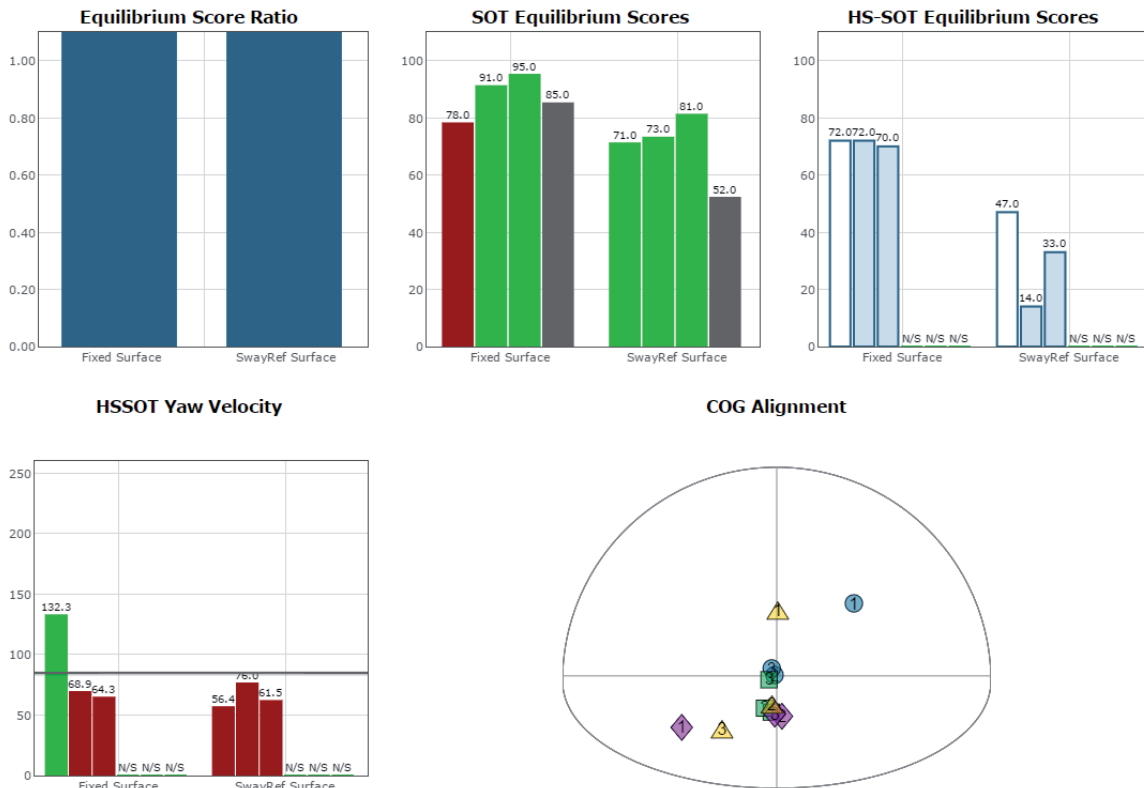 Equilibrium Score Ratio
1.00
0.80
0.60
0.40
0.20
0.00
Fixed Surface SwayRef Surface
SOT Equilibrium Scores
100
80
60
40
20
0
78.0 91.0 95.0 85.0 71.0 73.0 81.0 52.0
Fixed Surface SwayRef Surface
HS-SOT Equilibrium Scores
100
80
60
40
20
0
72.0 72.0 70.0 N/S N/S N/S 47.0 14.0 33.0 N/S N/S N/S
Fixed Surface SwayRef Surface
HSSOT Yaw Velocity
250
200
150
100
50
0
132.3 68.9 64.3 N/S N/S N/S 56.4 76.0 61.5 N/S N/S N/S
Fixed Surface SwayRef Surface
COG Alignment
1
1
3
3
2
1
3